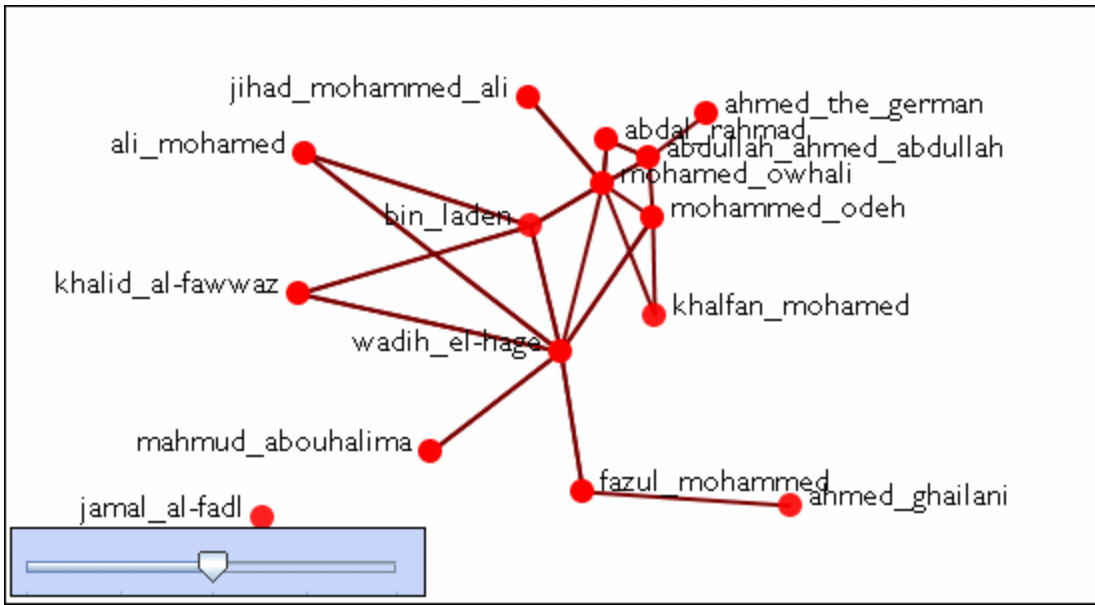 jihad_mohammed_ali
ahmed_the_german
abdal_rahmad
ali_mohamed
abdullah_ahmed_abdullah
mohamed_owhali
bin_laden
mohammed_odeh
khalid_al-fawwaz
khalfan_mohamed
wadih_el-hage
mahmud_abouhalima
fazul_mohammed
ahmed_ghailani
jamal_al-fadl